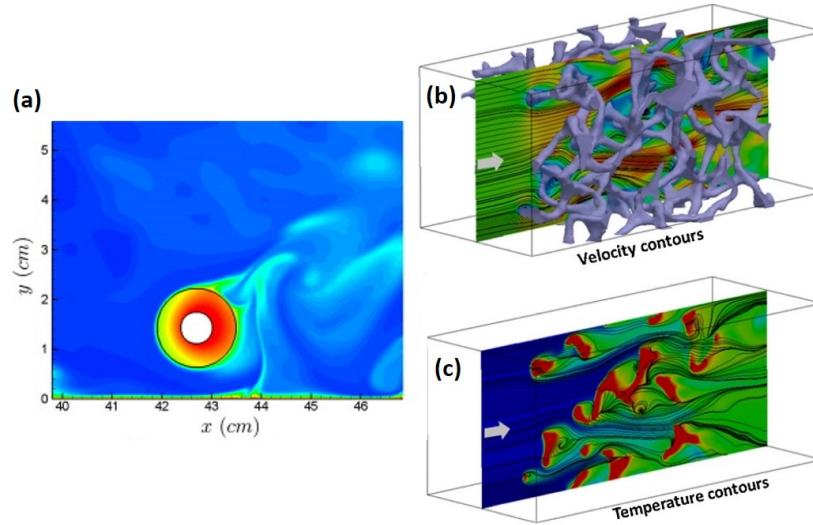 (a)
5
4
3
2
1
0
y (cm)
40 41 42 43 44 45 46
x (cm)
(b)
Velocity contours
(c)
Temperature contours